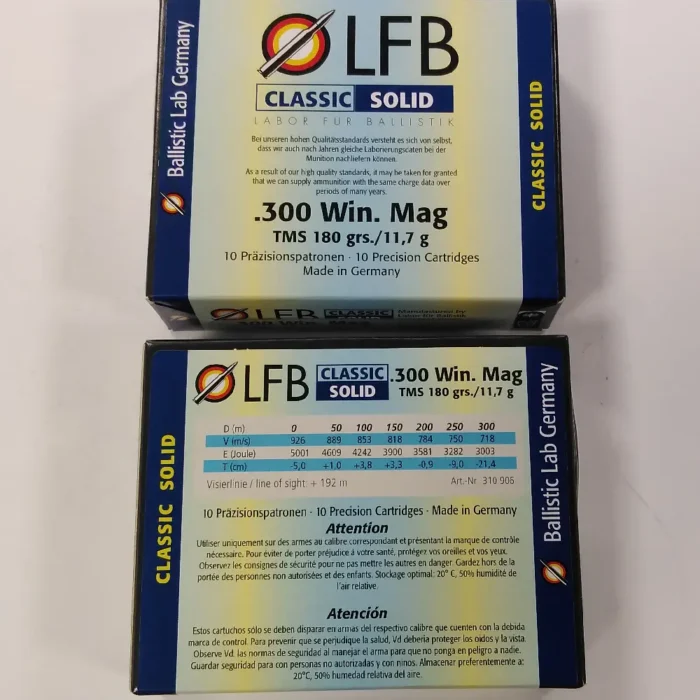 Ballistic Lab Germany
LFB
CLASSIC SOLID
LABOR FÜR BALLISTIK
Bei unseren hohen Qualitätsstandards versteht es sich von selbst,
dass wir auch nach Jahren gleiche Laborierungsdaten bei der
Munition nachliefern können.
As a result of our high quality standards, it may be taken for granted
that we can supply ammunition with the same charge data over
periods of many years.
.300 Win. Mag
TMS 180 grs./11,7 g
10 Präzisionspatronen · 10 Precision Cartridges
Made in Germany
CLASSIC SOLID
LFB CLASSIC Manufactured by
.300 Win. Mag Labor für Ballistik
CLASSIC SOLID
LFB CLASSIC SOLID .300 Win. Mag
TMS 180 grs./11,7 g
D (m) 0 50 100 150 200 250 300
V (m/s) 926 889 853 818 784 750 718
E (Joule) 5001 4609 4242 3900 3581 3282 3003
T (cm) -5,0 +1,0 +3,8 +3,3 -0,9 -9,0 -21,4
Visierlinie / line of sight: + 192 m Art.-Nr. 310 906
10 Präzisionspatronen · 10 Precision Cartridges · Made in Germany
Attention
Utiliser uniquement sur des armes au calibre correspondant et présentant la marque de contrôle
nécessaire. Pour éviter de porter préjudice á votre santé, protégez vos oreilles et vos yeux.
Observez les consignes de sécurité pour ne pas mettre les autres en danger. Gardez hors de la
portée des personnes non autorisées et des enfants. Stockage optimal: 20° C, 50% humidité de
l'air relative.
Atención
Estos cartuchos sólo se deben disparar en armas del respectivo calibre que cuenten con la debida
marca de control. Para prevenir que se perjudique la salud, Vd debería proteger los oidos y la vista.
Observe Vd. las normas de seguridad al manejar el arma para que no ponga en peligro a nadie.
Guardar seguridad para con personas no autorizadas y con ninos. Almacenar preferentemente a:
20°C, 50% humedad relativa del aire.
Ballistic Lab Germany